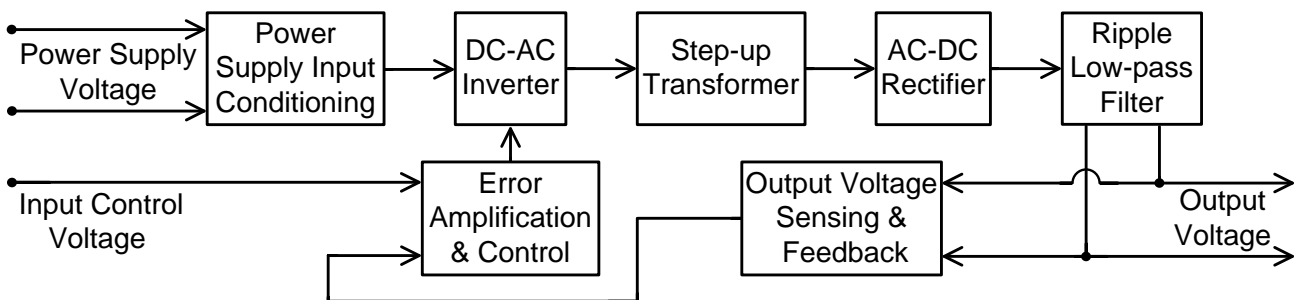 Power Supply
Voltage
Power
Supply Input
Conditioning
DC-AC
Inverter
Step-up
Transformer
AC-DC
Rectifier
Ripple
Low-pass
Filter
Input Control
Voltage
Error
Amplification
& Control
Output Voltage
Sensing &
Feedback
Output
Voltage